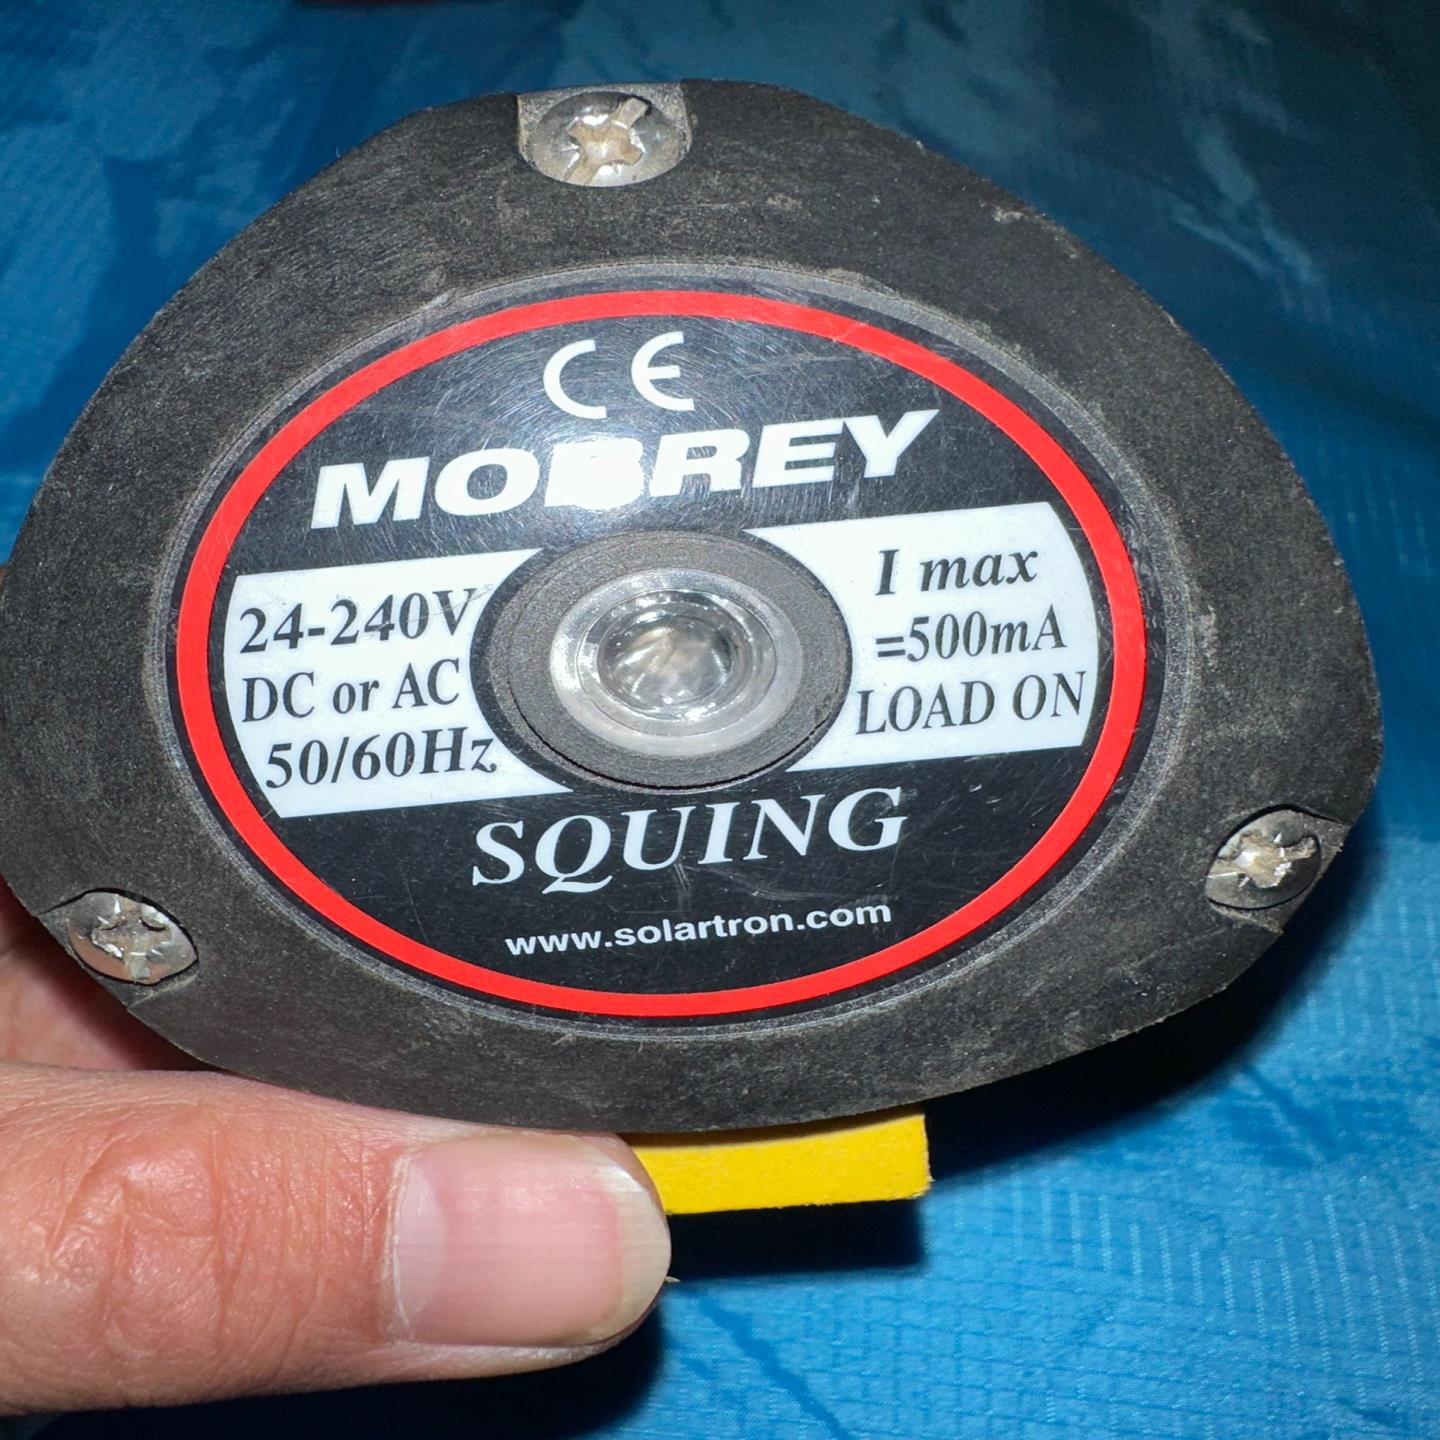 CE
MOBREY
24-240V
DC or AC
50/60Hz
I max
=500mA
LOAD ON
SQUING
www.solartron.com